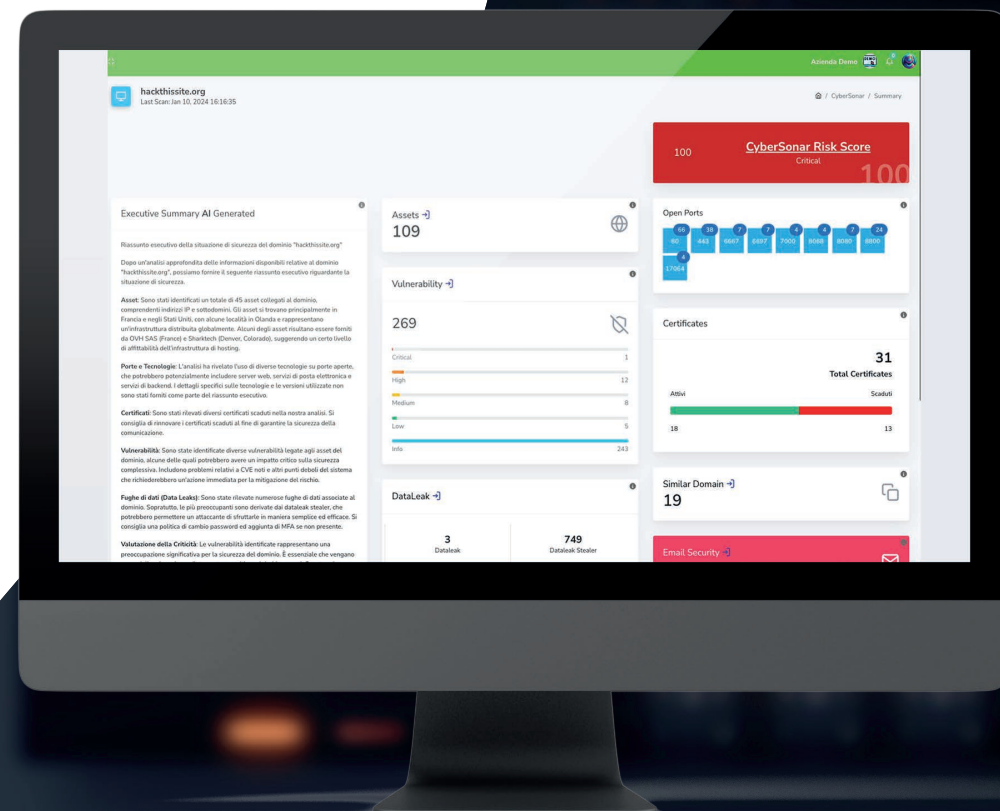 Azienda Demo
hackthissite.org
Last Scan: Jan 10, 2024 16:16:35
/ CyberSonar / Summary
100
CyberSonar Risk Score
Critical
100
Executive Summary AI Generated
Riassunto esecutivo della situazione di sicurezza del dominio "hackthissite.org"
Dopo un'analisi approfondita delle informazioni disponibili relative al dominio
"hackthissite.org", possiamo fornire il seguente riassunto esecutivo riguardante la
situazione di sicurezza.
Asset: Sono stati identificati un totale di 45 asset collegati al dominio,
comprendenti indirizzi IP e sottodomini. Gli asset si trovano principalmente in
Francia e negli Stati Uniti, con alcune località in Olanda e rappresentano
un'infrastruttura distribuita globalmente. Alcuni degli asset risultano essere forniti
da OVH SAS (France) e Sharktech (Denver, Colorado), suggerendo un certo livello
di affittabilità dell'infrastruttura di hosting.
Porte e Tecnologie: L'analisi ha rivelato l'uso di diverse tecnologie su porte aperte,
che potrebbero potenzialmente includere server web, servizi di posta elettronica e
servizi di backend. I dettagli specifici sulle tecnologie e le versioni utilizzate non
sono stati forniti come parte del riassunto esecutivo.
Certificati: Sono stati rilevati diversi certificati scaduti nella nostra analisi. Si
consiglia di rinnovare i certificati scaduti al fine di garantire la sicurezza della
comunicazione.
Vulnerabilità: Sono state identificate diverse vulnerabilità legate agli asset del
dominio, alcune delle quali potrebbero avere un impatto critico sulla sicurezza
complessiva. Includono problemi relativi a CVE noti e altri punti deboli del sistema
che richiederebbero un'azione immediata per la mitigazione del rischio.
Fughe di dati (Data Leaks): Sono state rilevate numerose fughe di dati associate al
dominio. Sopratutto, le più preoccupanti sono derivate dai dataleak stealer, che
potrebbero permettere un attaccante di sfruttarle in maniera semplice ed efficace. Si
consiglia una politica di cambio password ed aggiunta di MFA se non presente.
Valutazione della Criticità: Le vulnerabilità identificate rappresentano una
preoccupazione significativa per la sicurezza del dominio. È essenziale che vengano
Assets
109
Vulnerability
269
Critical 1
High 12
Medium 8
Low 5
Info 243
DataLeak
3
Dataleak
749
Dataleak Stealer
Open Ports
66 38 7 7 4 4 7 24
80 443 6667 6697 7000 8068 8080 8800
4
17064
Certificates
31
Total Certificates
Attivi Scaduti
18 13
Similar Domain
19
Email Security